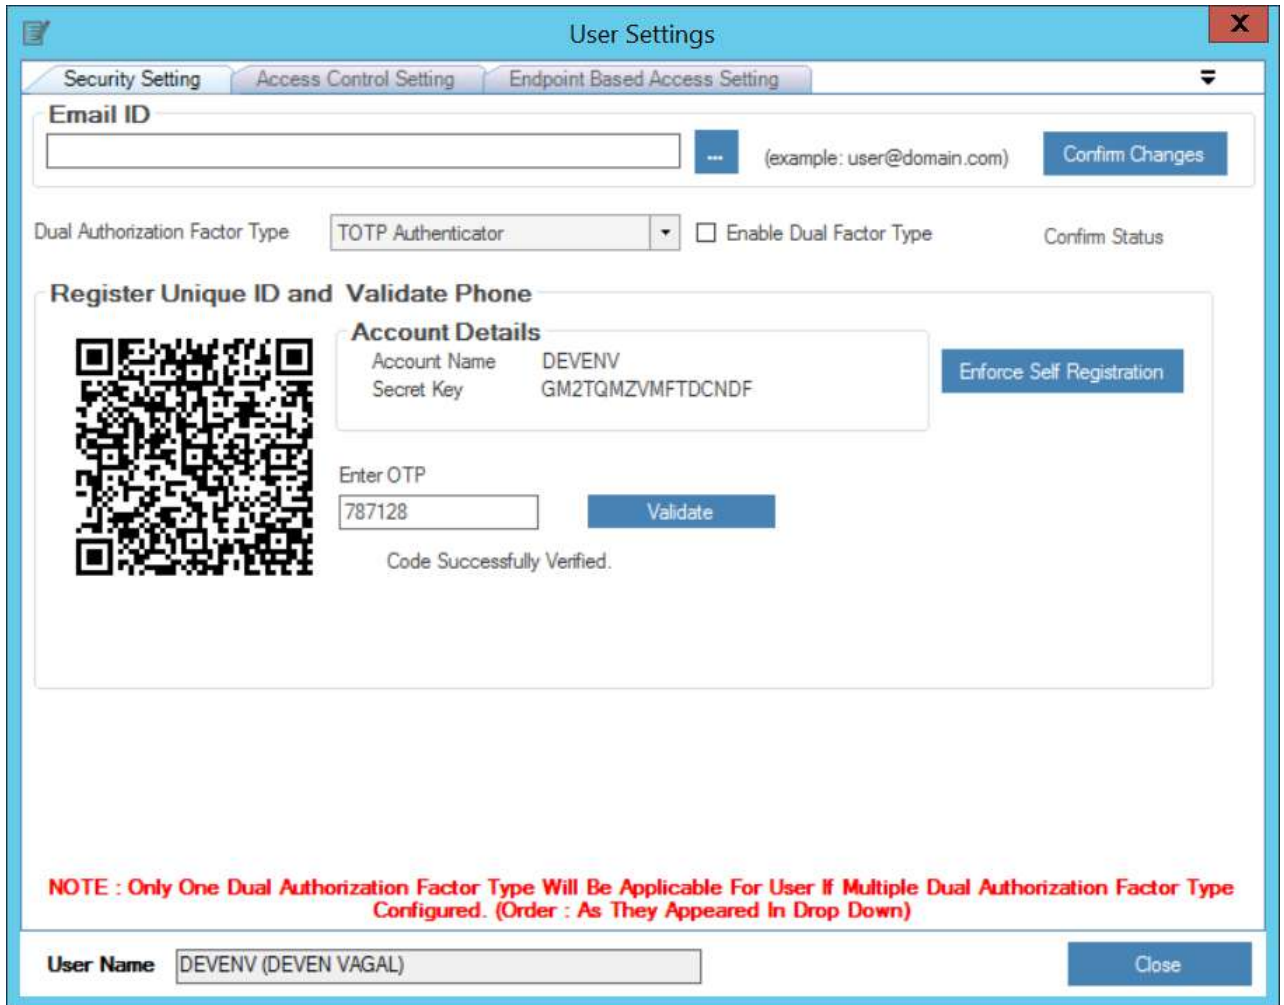 User Settings
X
Security Setting
Access Control Setting
Endpoint Based Access Setting
Email ID
...
(example: user@domain.com)
Confirm Changes
Dual Authorization Factor Type
TOTP Authenticator
Enable Dual Factor Type
Confirm Status
Register Unique ID and Validate Phone
Account Details
Account Name DEVENV
Secret Key GM2TQMZVMFTDCNDF
Enforce Self Registration
Enter OTP
787128
Validate
Code Successfully Verified.
NOTE : Only One Dual Authorization Factor Type Will Be Applicable For User If Multiple Dual Authorization Factor Type
Configured. (Order : As They Appeared In Drop Down)
User Name DEVENV (DEVEN VAGAL)
Close